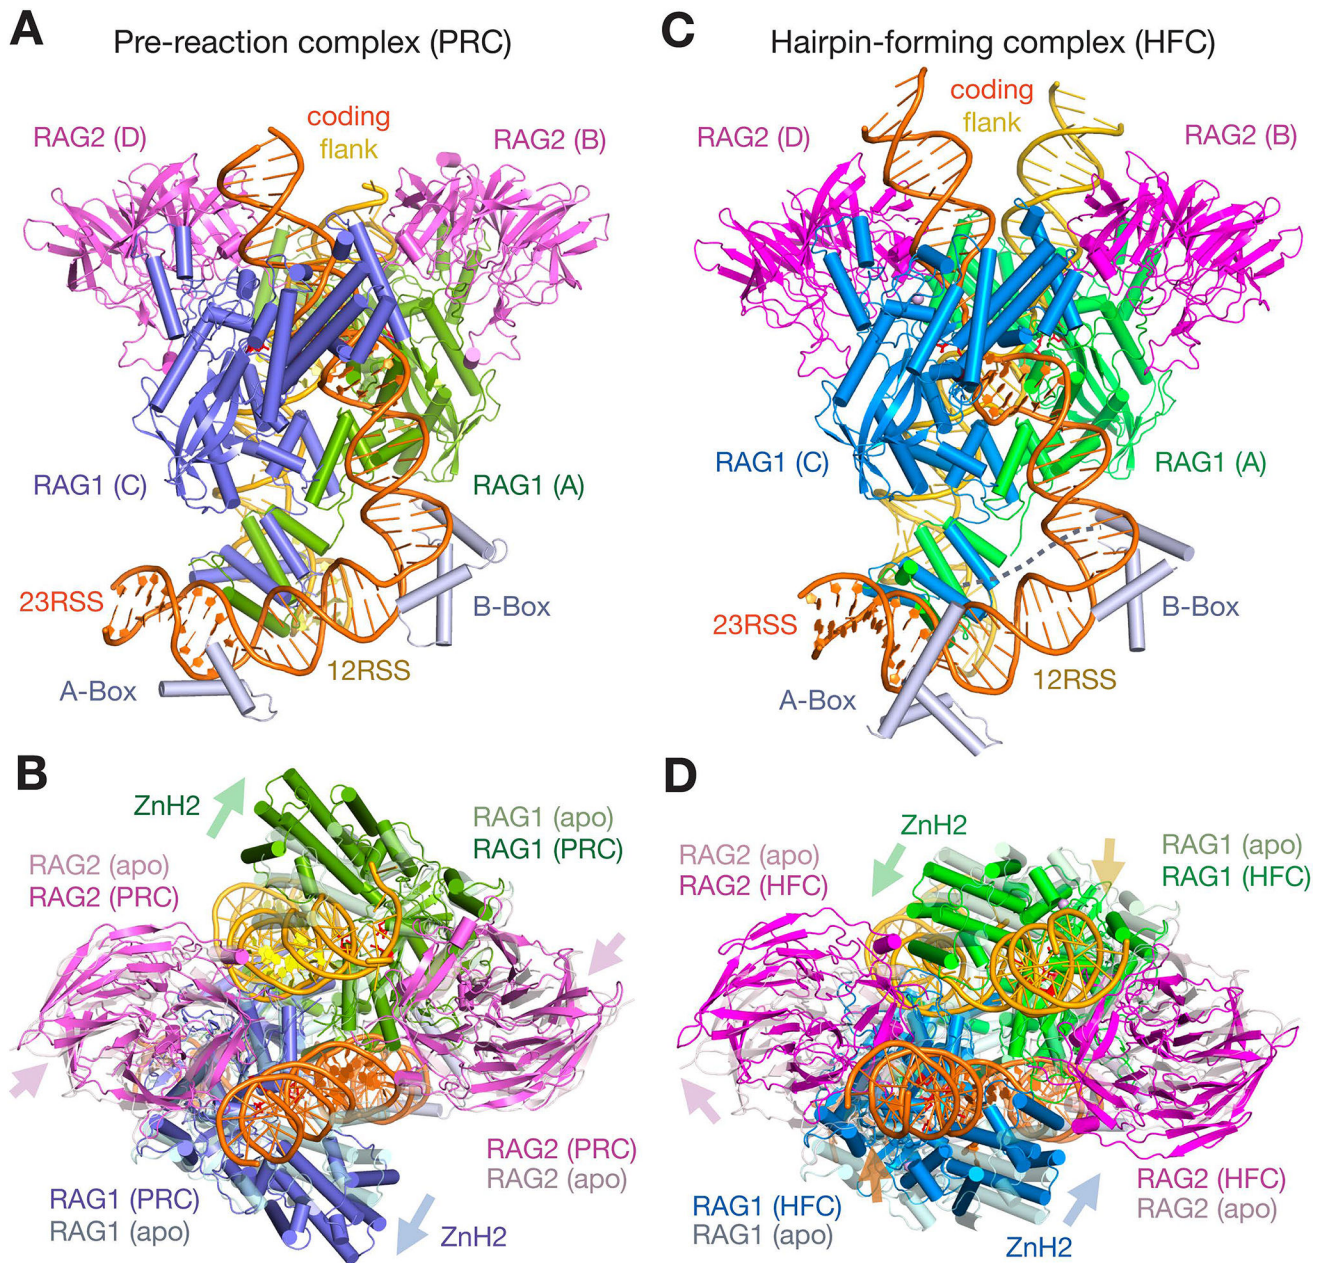 A
Pre-reaction complex (PRC)
coding
flank
RAG2 (D)
RAG2 (B)
RAG1 (C)
RAG1 (A)
23RSS
B-Box
12RSS
A-Box
C
Hairpin-forming complex (HFC)
coding
flank
RAG2 (D)
RAG2 (B)
RAG1 (C)
RAG1 (A)
23RSS
B-Box
12RSS
A-Box
B
ZnH2
RAG1 (apo)
RAG1 (PRC)
RAG2 (apo)
RAG2 (PRC)
RAG2 (PRC)
RAG2 (apo)
RAG1 (PRC)
RAG1 (apo)
ZnH2
D
ZnH2
RAG1 (apo)
RAG1 (HFC)
RAG2 (apo)
RAG2 (HFC)
RAG2 (HFC)
RAG2 (apo)
RAG1 (HFC)
RAG1 (apo)
ZnH2